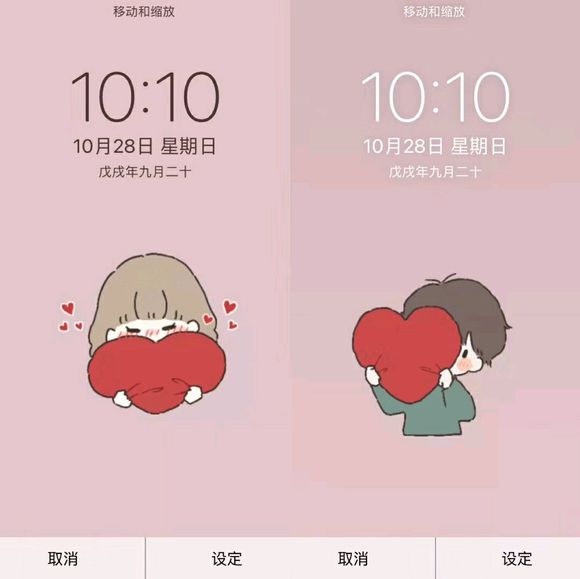 移动和缩放
10:10
10月28日 星期日
戊戌年九月二十
取消 设定
移动和缩放
10:10
10月28日 星期日
戊戌年九月二十
取消 设定